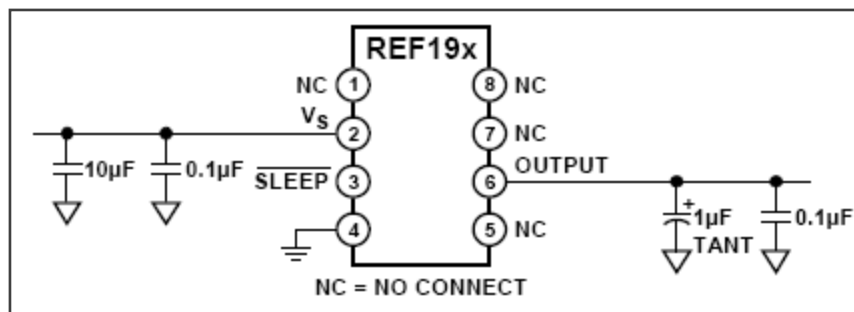 REF19x
NC 1 8 NC
VS 2 7 NC
10µF 0.1µF SLEEP 3 6 OUTPUT
4 5 NC
+
1µF 0.1µF
TANT
NC = NO CONNECT